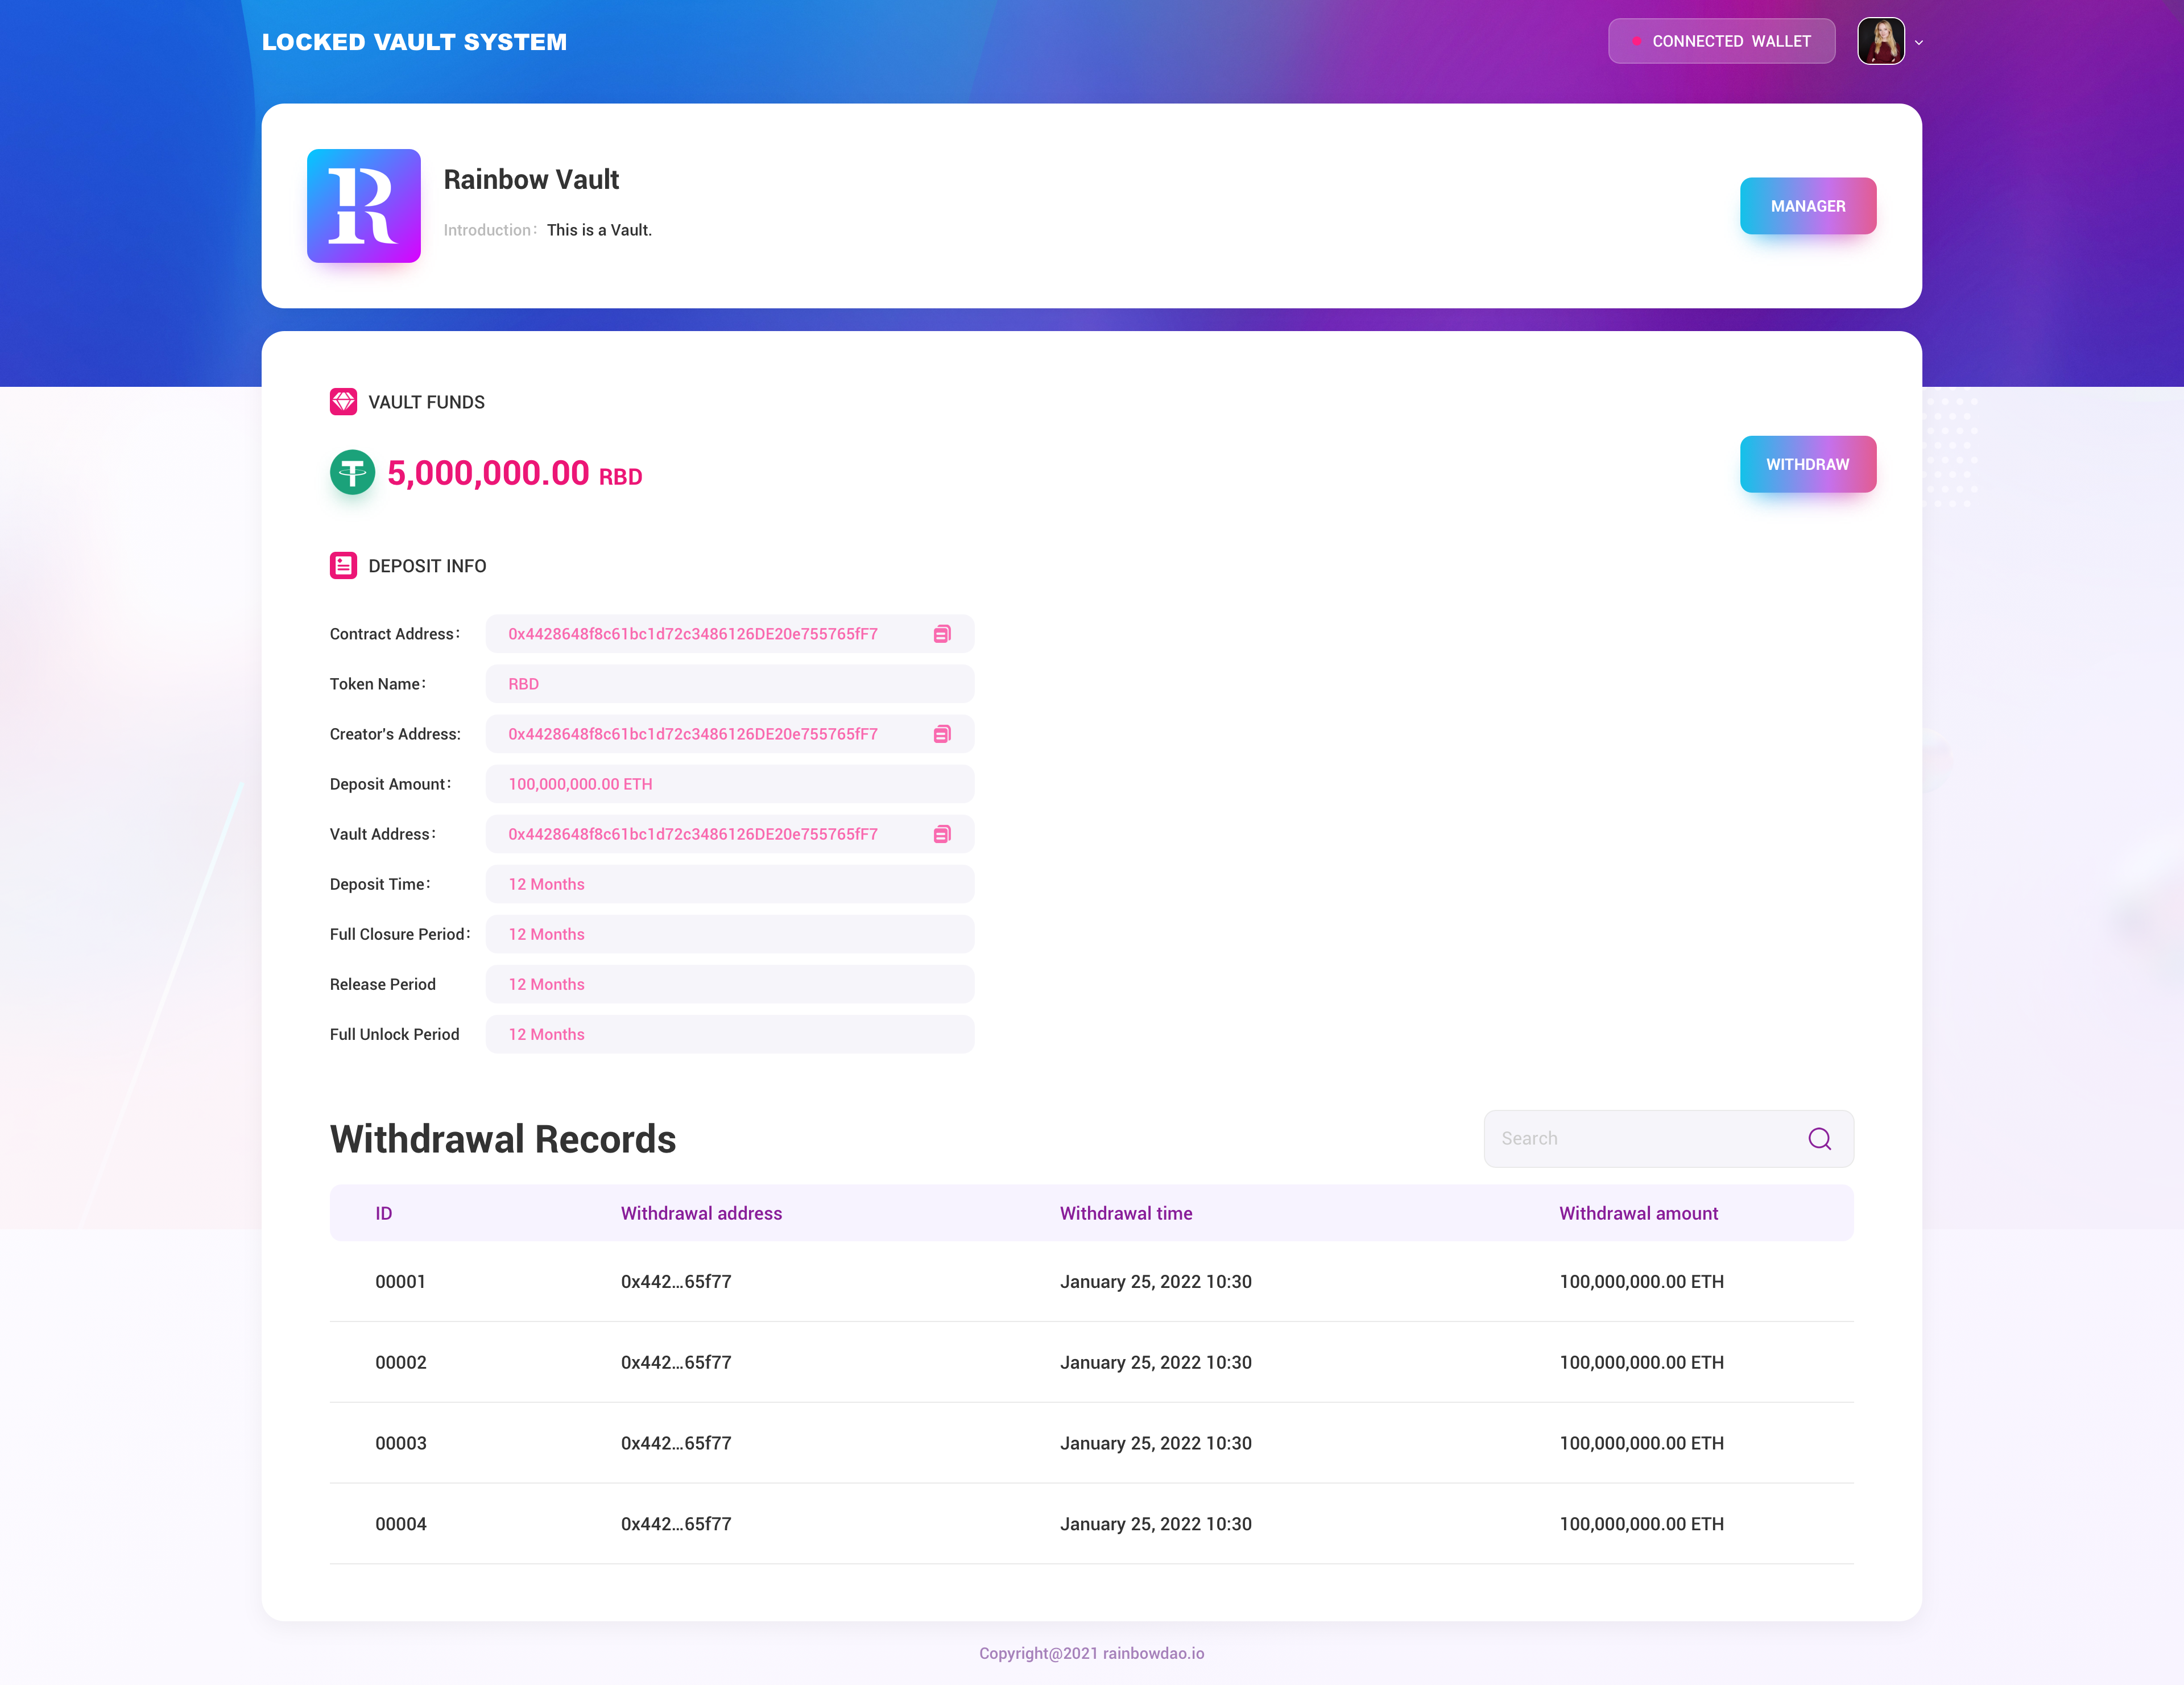 LOCKED VAULT SYSTEM
CONNECTED WALLET
R
Rainbow Vault
Introduction: This is a Vault.
MANAGER
VAULT FUNDS
5,000,000.00 RBD
WITHDRAW
DEPOSIT INFO
Contract Address: 0x4428648f8c61bc1d72c3486126DE20e755765fF7
Token Name: RBD
Creator's Address: 0x4428648f8c61bc1d72c3486126DE20e755765fF7
Deposit Amount: 100,000,000.00 ETH
Vault Address: 0x4428648f8c61bc1d72c3486126DE20e755765fF7
Deposit Time: 12 Months
Full Closure Period: 12 Months
Release Period 12 Months
Full Unlock Period 12 Months
Withdrawal Records
Search
ID Withdrawal address Withdrawal time Withdrawal amount
00001 0x442...65f77 January 25, 2022 10:30 100,000,000.00 ETH
00002 0x442...65f77 January 25, 2022 10:30 100,000,000.00 ETH
00003 0x442...65f77 January 25, 2022 10:30 100,000,000.00 ETH
00004 0x442...65f77 January 25, 2022 10:30 100,000,000.00 ETH
Copyright@2021 rainbowdao.io